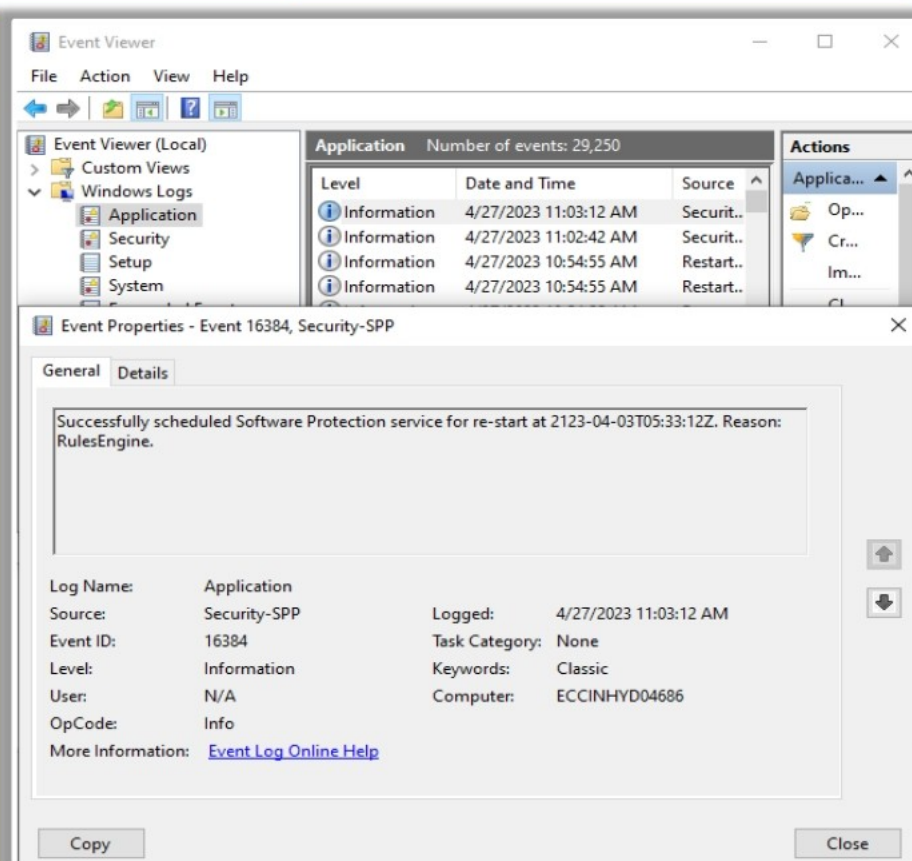 Event Viewer
File Action View Help
Event Viewer (Local)
Custom Views
Windows Logs
Application
Security
Setup
System
Application Number of events: 29,250
Level Date and Time Source
Information 4/27/2023 11:03:12 AM Securit..
Information 4/27/2023 11:02:42 AM Securit..
Information 4/27/2023 10:54:55 AM Restart..
Information 4/27/2023 10:54:55 AM Restart..
Actions
Applica...
Op...
Cr...
Im...
Event Properties - Event 16384, Security-SPP
General Details
Successfully scheduled Software Protection service for re-start at 2123-04-03T05:33:12Z. Reason:
RulesEngine.
Log Name: Application
Source: Security-SPP Logged: 4/27/2023 11:03:12 AM
Event ID: 16384 Task Category: None
Level: Information Keywords: Classic
User: N/A Computer: ECCINHYD04686
OpCode: Info
More Information: Event Log Online Help
Copy Close